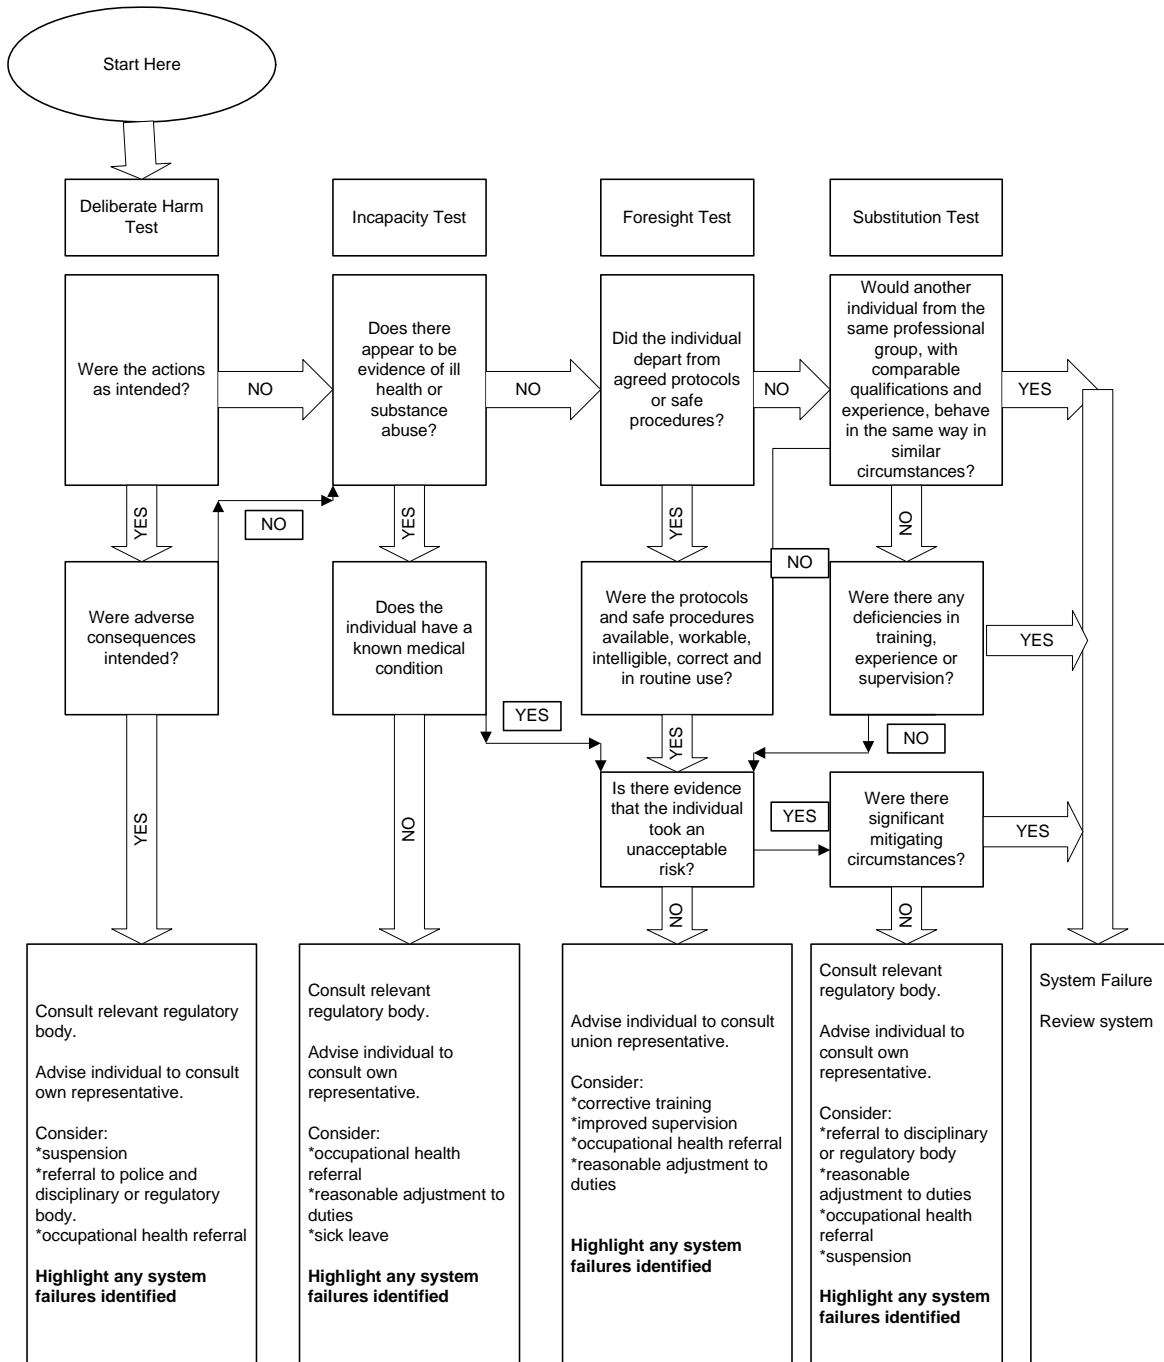 Start Here
Deliberate Harm
Test
Incapacity Test
Foresight Test
Substitution Test
Were the actions
as intended?
NO
Does there
appear to be
evidence of ill
health or
substance
abuse?
NO
Did the individual
depart from
agreed protocols
or safe
procedures?
NO
Would another
individual from the
same professional
group, with
comparable
qualifications and
experience, behave
in the same way in
similar
circumstances?
YES
YES
NO
YES
YES
NO
Were adverse
consequences
intended?
Does the
individual have a
known medical
condition
Were the protocols
and safe procedures
available, workable,
intelligible, correct and
in routine use?
NO
Were there any
deficiencies in
training,
experience or
supervision?
YES
YES
YES
NO
YES
NO
Is there evidence
that the individual
took an
unacceptable
risk?
YES
Were there
significant
mitigating
circumstances?
YES
NO
NO
Consult relevant regulatory
body.
Advise individual to consult
own representative.
Consider:
*suspension
*referral to police and
disciplinary or regulatory
body.
*occupational health referral
Highlight any system
failures identified
Consult relevant
regulatory body.
Advise individual to
consult own
representative.
Consider:
*occupational health
referral
*reasonable adjustment to
duties
*sick leave
Highlight any system
failures identified
Advise individual to consult
union representative.
Consider:
*corrective training
*improved supervision
*occupational health referral
*reasonable adjustment to
duties
Highlight any system
failures identified
Consult relevant
regulatory body.
Advise individual to
consult own
representative.
Consider:
*referral to disciplinary
or regulatory body
*reasonable
adjustment to duties
*occupational health
referral
*suspension
Highlight any system
failures identified
System Failure
Review system